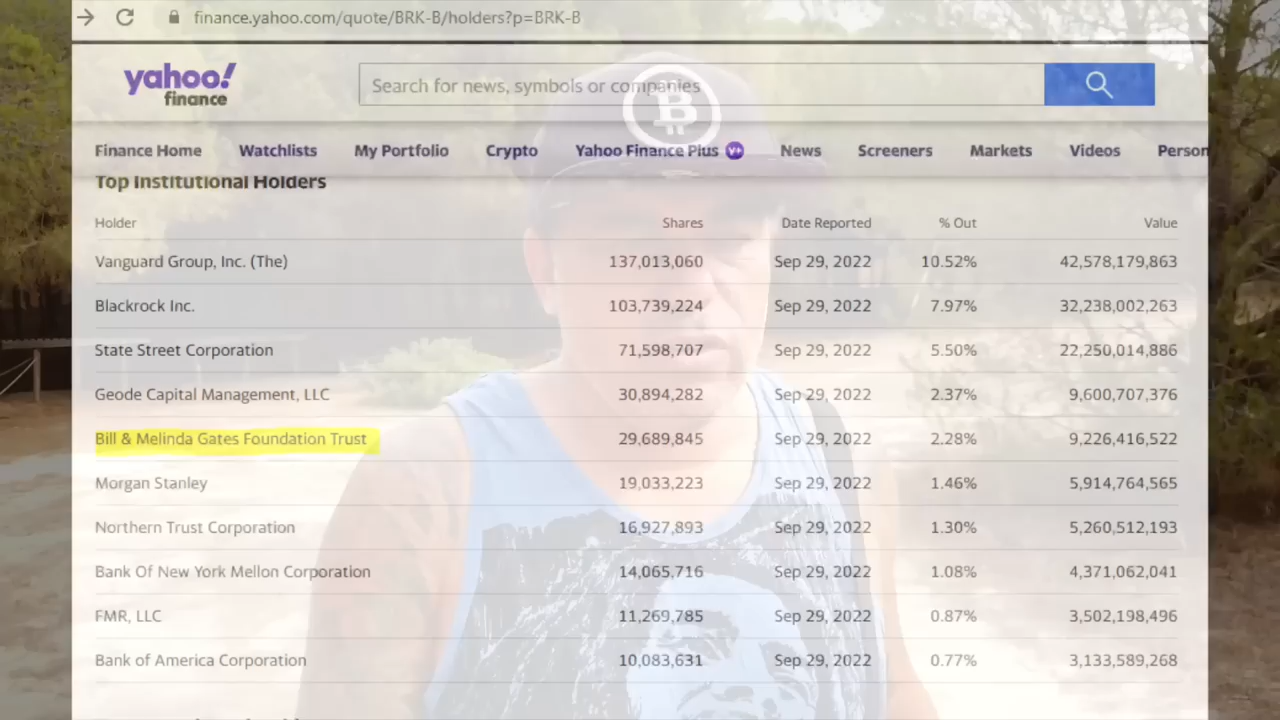 finance.yahoo.com/quote/BRK-B/holders?p=BRK-B
yahoo!
finance
Search for news, symbols or companies
Finance Home Watchlists My Portfolio Crypto Yahoo Finance Plus Y+ News Screeners Markets Videos Person
Top Institutional Holders
Holder Shares Date Reported % Out Value
Vanguard Group, Inc. (The) 137,013,060 Sep 29, 2022 10.52% 42,578,179,863
Blackrock Inc. 103,739,224 Sep 29, 2022 7.97% 32,238,002,263
State Street Corporation 71,598,707 Sep 29, 2022 5.50% 22,250,014,886
Geode Capital Management, LLC 30,894,282 Sep 29, 2022 2.37% 9,600,707,376
Bill & Melinda Gates Foundation Trust 29,689,845 Sep 29, 2022 2.28% 9,226,416,522
Morgan Stanley 19,033,223 Sep 29, 2022 1.46% 5,914,764,565
Northern Trust Corporation 16,927,893 Sep 29, 2022 1.30% 5,260,512,193
Bank Of New York Mellon Corporation 14,065,716 Sep 29, 2022 1.08% 4,371,062,041
FMR, LLC 11,269,785 Sep 29, 2022 0.87% 3,502,198,496
Bank of America Corporation 10,083,631 Sep 29, 2022 0.77% 3,133,589,268